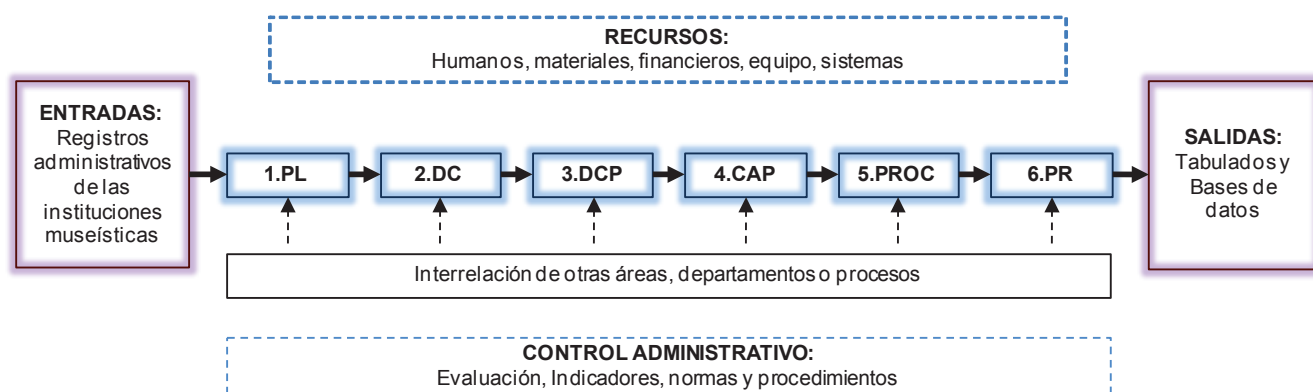 RECURSOS:
Humanos, materiales, financieros, equipo, sistemas
ENTRADAS:
Registros
administrativos
de las
instituciones
museísticas
1.PL
2.DC
3.DCP
4.CAP
5.PROC
6.PR
SALIDAS:
Tabulados y
Bases de
datos
Interrelación de otras áreas, departamentos o procesos
CONTROL ADMINISTRATIVO:
Evaluación, Indicadores, normas y procedimientos